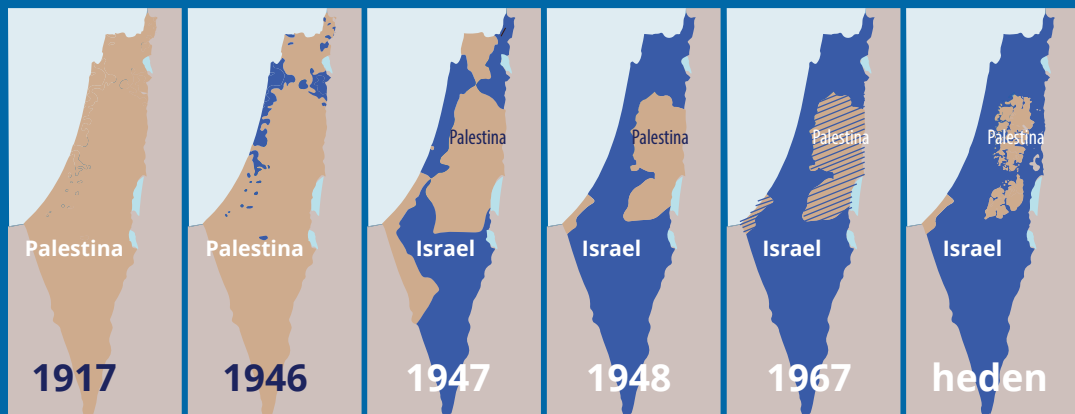 Palestina
1917
Palestina
1946
Palestina
Israel
1947
Palestina
Israel
1948
Palestina
Israel
1967
Palestina
Israel
heden